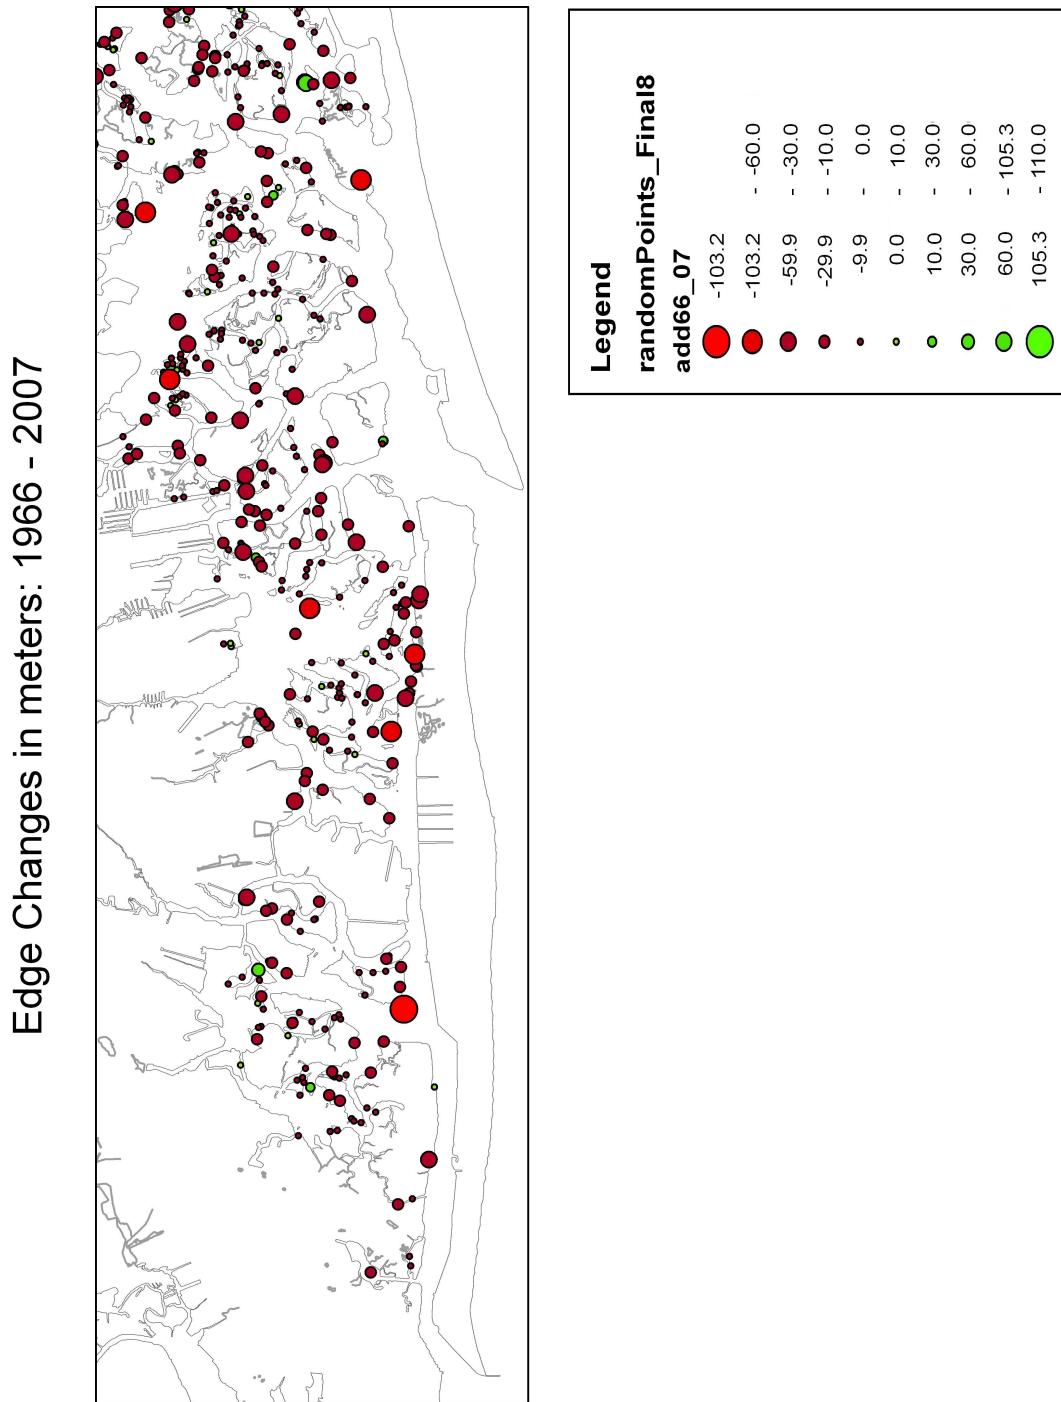 Edge Changes in meters: 1966 - 2007
Legend
randomPoints_Final8
add66_07
-103.2
-103.2 - -60.0
-59.9 - -30.0
-29.9 - -10.0
-9.9 - 0.0
0.0 - 10.0
10.0 - 30.0
30.0 - 60.0
60.0 - 105.3
105.3 - 110.0